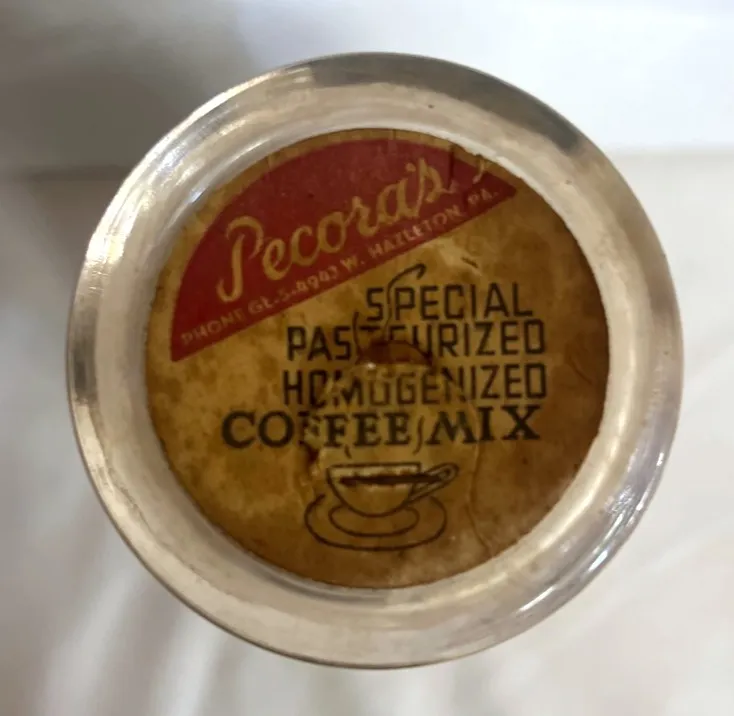 Pecora's
PHONE GL.5-4943 W. HAZLETON, PA.
SPECIAL
PASTEURIZED
HOMOGENIZED
COFFEE MIX